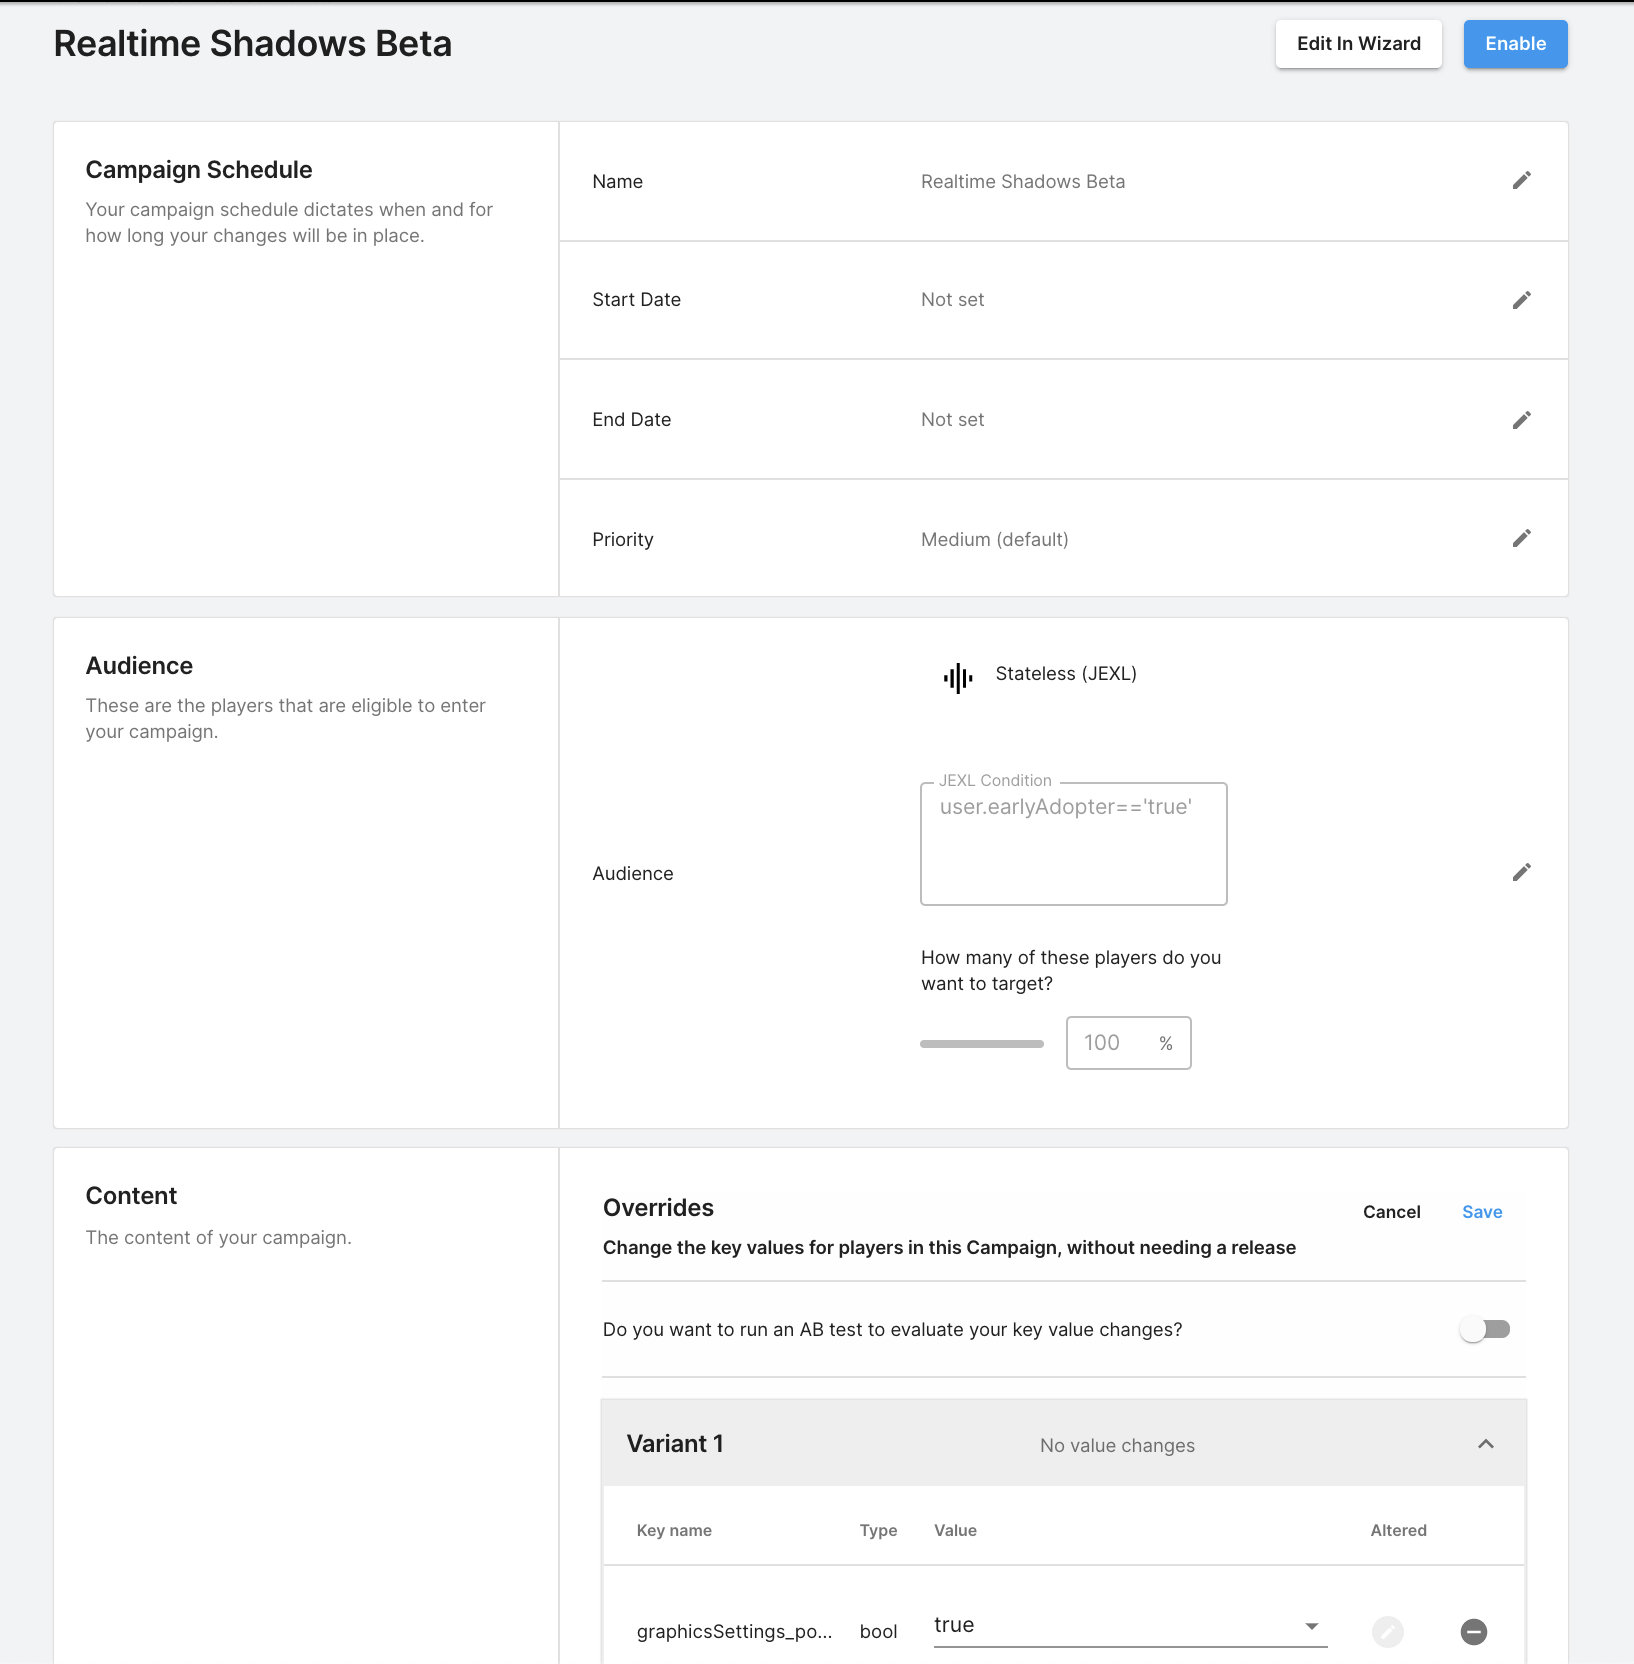 Realtime Shadows Beta
Edit In Wizard
Enable
Campaign Schedule
Your campaign schedule dictates when and for
how long your changes will be in place.
Name
Realtime Shadows Beta
Start Date
Not set
End Date
Not set
Priority
Medium (default)
Audience
These are the players that are eligible to enter
your campaign.
Stateless (JEXL)
JEXL Condition
user.earlyAdopter=='true'
Audience
How many of these players do you
want to target?
100 %
Content
The content of your campaign.
Overrides
Cancel
Save
Change the key values for players in this Campaign, without needing a release
Do you want to run an AB test to evaluate your key value changes?
Variant 1
No value changes
Key name Type Value Altered
graphicsSettings_po... bool true